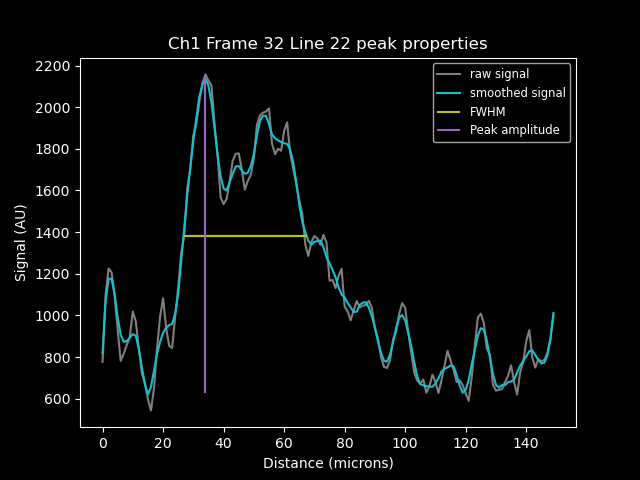 Ch1 Frame 32 Line 22 peak properties
raw signal
smoothed signal
FWHM
Peak amplitude
Signal (AU)
2200
2000
1800
1600
1400
1200
1000
800
600
0 20 40 60 80 100 120 140
Distance (microns)